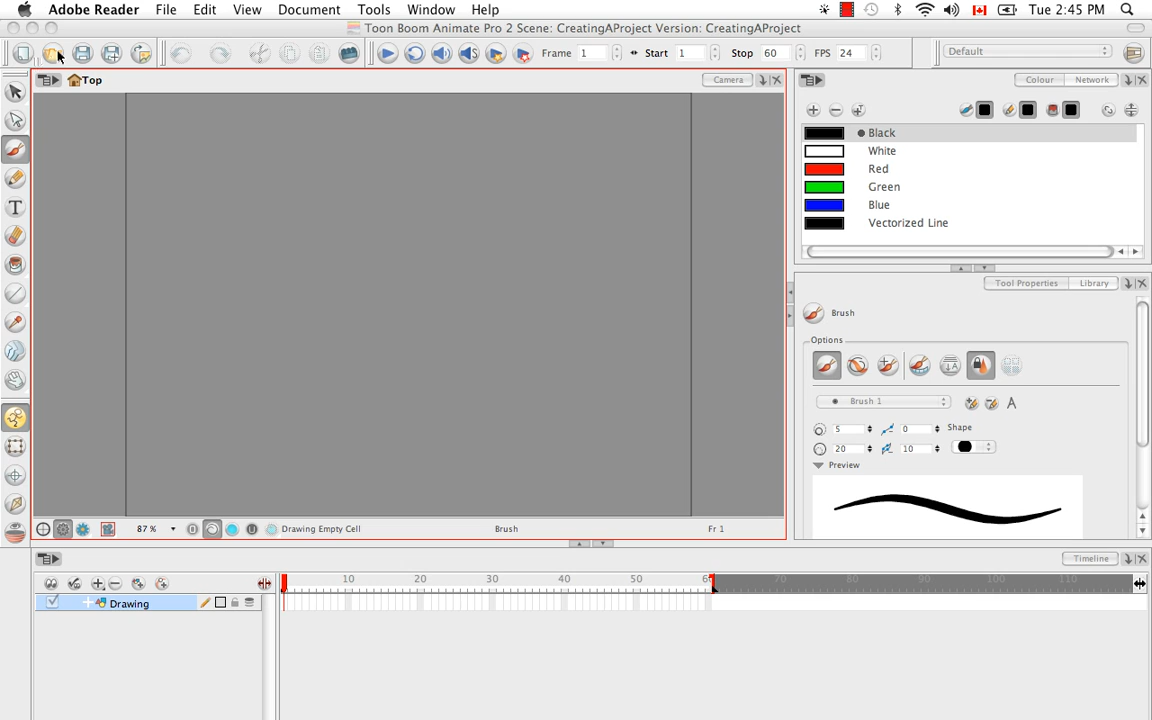 Adobe Reader File Edit View Document Tools Window Help Tue 2:45 PM
Toon Boom Animate Pro 2 Scene: CreatingAProject Version: CreatingAProject
Frame 1 Start 1 Stop 60 FPS 24 Default
Top Camera
Colour Network
Black
White
Red
Green
Blue
Vectorized Line
Tool Properties Library
Brush
Options
Brush 1 A
5 0 Shape
20 10
Preview
T
87 % Drawing Empty Cell Brush Fr 1
Timeline
10 20 30 40 50 60 70 80 90 100 110
Drawing